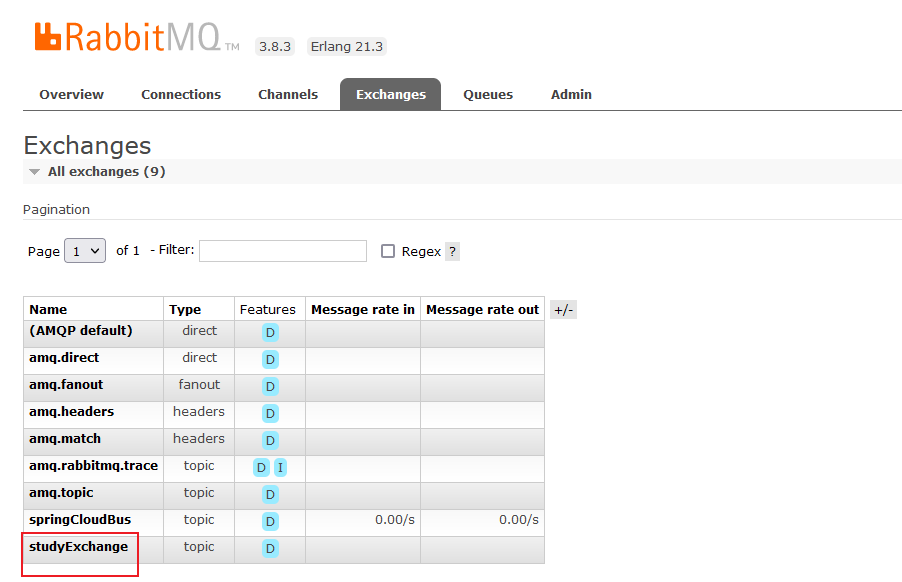 RabbitMQ TM 3.8.3 Erlang 21.3
Overview Connections Channels Exchanges Queues Admin
Exchanges
All exchanges (9)
Pagination
Page 1 of 1 - Filter: Regex ?
Name Type Features Message rate in Message rate out +/-
(AMQP default) direct D
amq.direct direct D
amq.fanout fanout D
amq.headers headers D
amq.match headers D
amq.rabbitmq.trace topic D I
amq.topic topic D
springCloudBus topic D 0.00/s 0.00/s
studyExchange topic D